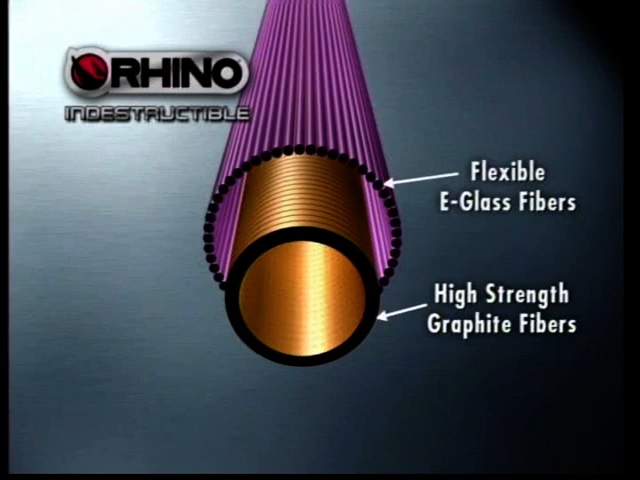 RHINO
INDESTRUCTIBLE
Flexible
E-Glass Fibers
High Strength
Graphite Fibers